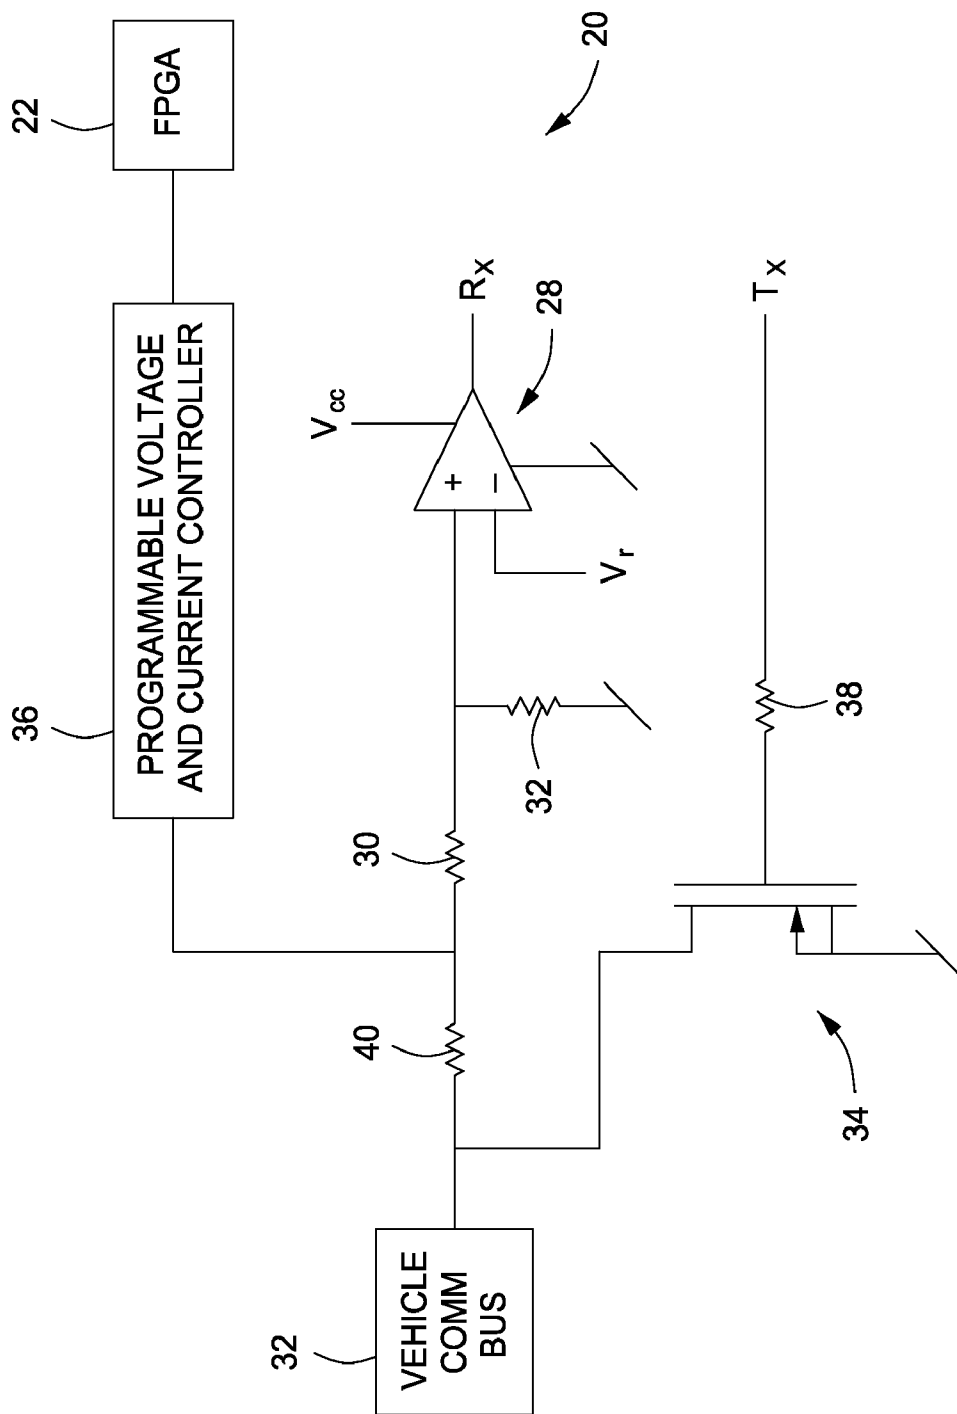 36
PROGRAMMABLE VOLTAGE
AND CURRENT CONTROLLER
22
FPGA
20
32
VEHICLE
COMM
BUS
40
30
32
Vcc
+
−
Vr
Rx
28
34
38
Tx